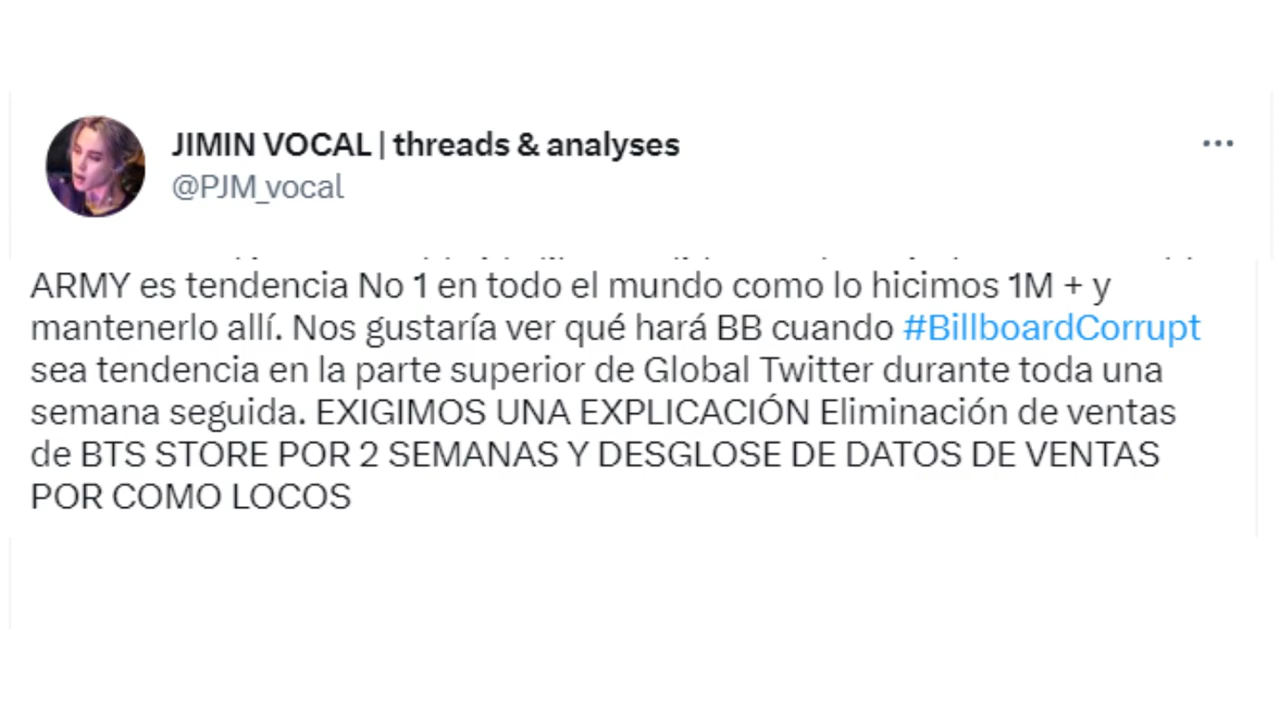 JIMIN VOCAL | threads & analyses
@PJM_vocal
ARMY es tendencia No 1 en todo el mundo como lo hicimos 1M + y
mantenerlo allí. Nos gustaría ver qué hará BB cuando #BillboardCorrupt
sea tendencia en la parte superior de Global Twitter durante toda una
semana seguida. EXIGIMOS UNA EXPLICACIÓN Eliminación de ventas
de BTS STORE POR 2 SEMANAS Y DESGLOSE DE DATOS DE VENTAS
POR COMO LOCOS